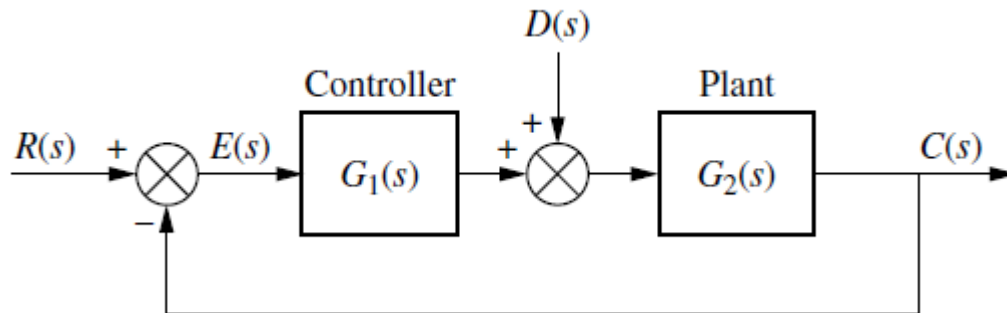 D(s)
Controller
Plant
R(s) + E(s) G₁(s) + + G₂(s) C(s)
−